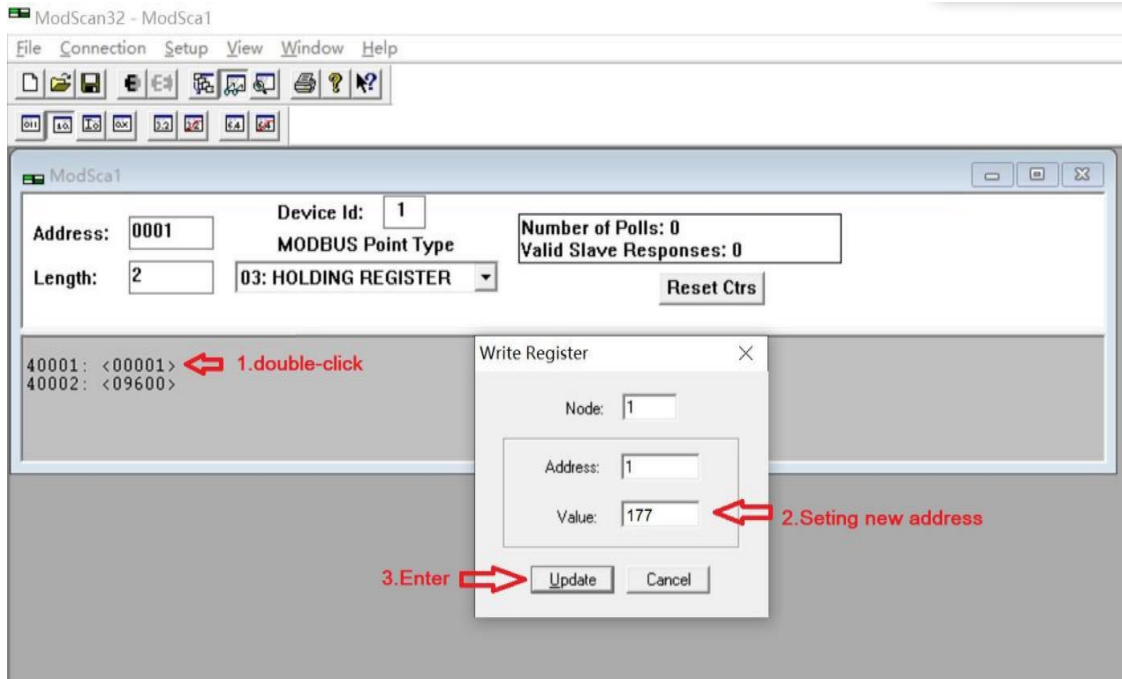 ModScan32 - ModSca1
File Connection Setup View Window Help
ModSca1
Device Id: 1
Address: 0001
MODBUS Point Type
Number of Polls: 0
Valid Slave Responses: 0
Length: 2
03: HOLDING REGISTER
Reset Ctrs
40001: <00001>
1.double-click
40002: <09600>
Write Register
Node: 1
Address: 1
Value: 177
2.Seting new address
3.Enter
Update
Cancel